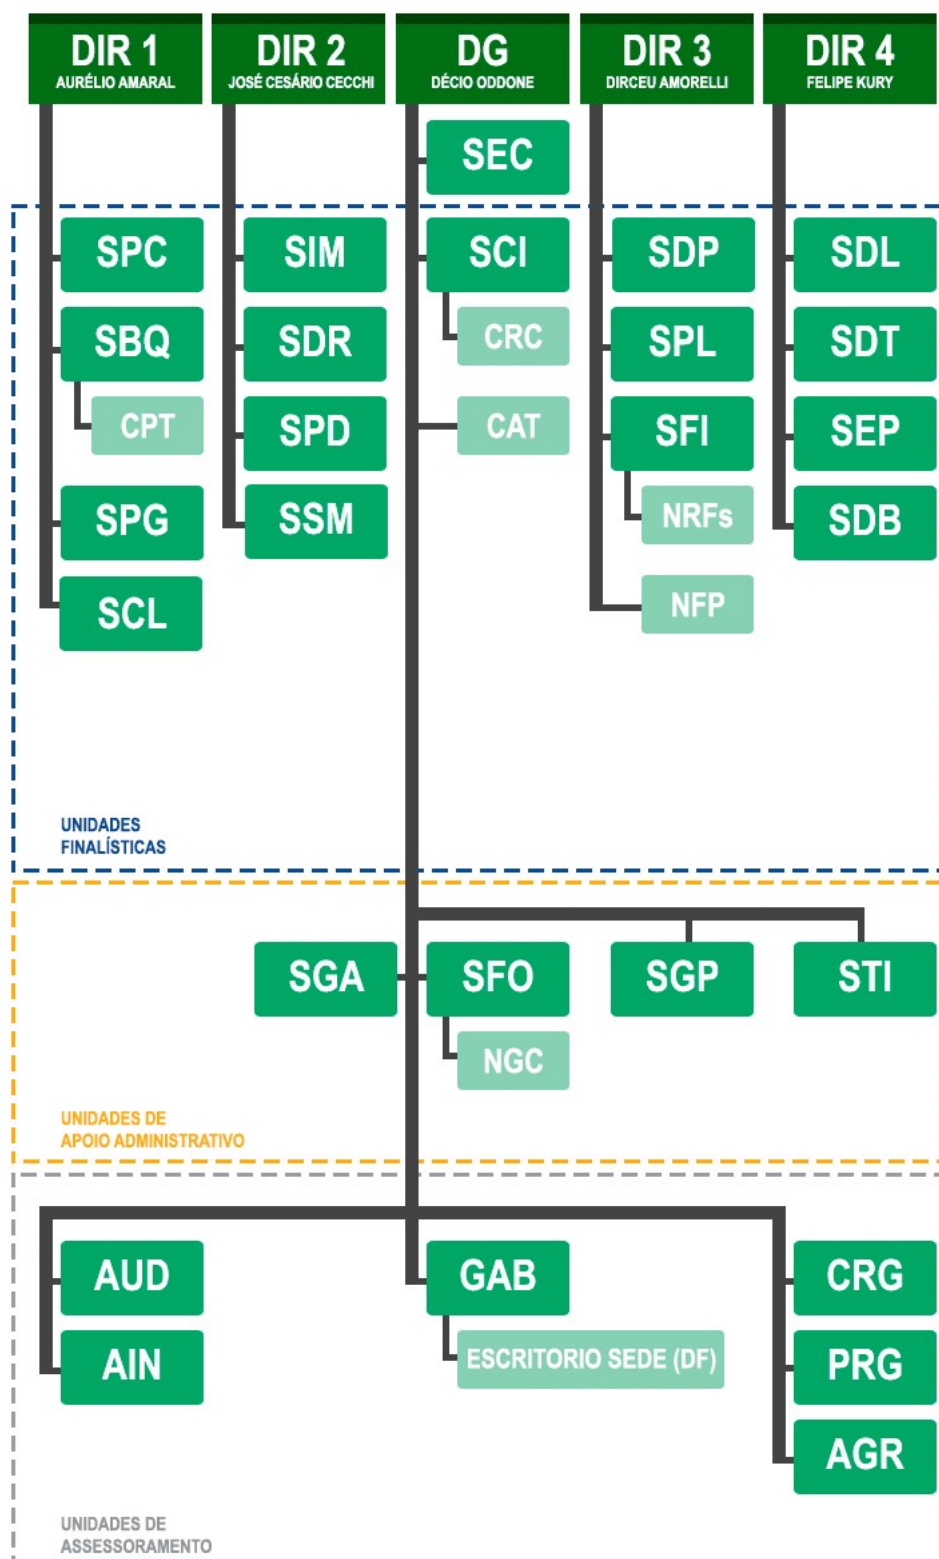 DIR 1
AURÉLIO AMARAL
DIR 2
JOSÉ CESÁRIO CECCHI
DG
DÉCIO ODDONE
DIR 3
DIRCEU AMORELLI
DIR 4
FELIPE KURY
SEC
SPC
SIM
SCI
SDP
SDL
SBQ
SDR
CRC
SPL
SDT
CPT
SPD
CAT
SFI
SEP
SPG
SSM
NRFs
SDB
SCL
NFP
UNIDADES
FINALÍSTICAS
SGA
SFO
SGP
STI
NGC
UNIDADES DE
APOIO ADMINISTRATIVO
AUD
GAB
CRG
AIN
ESCRITORIO SEDE (DF)
PRG
AGR
UNIDADES DE
ASSESSORAMENTO